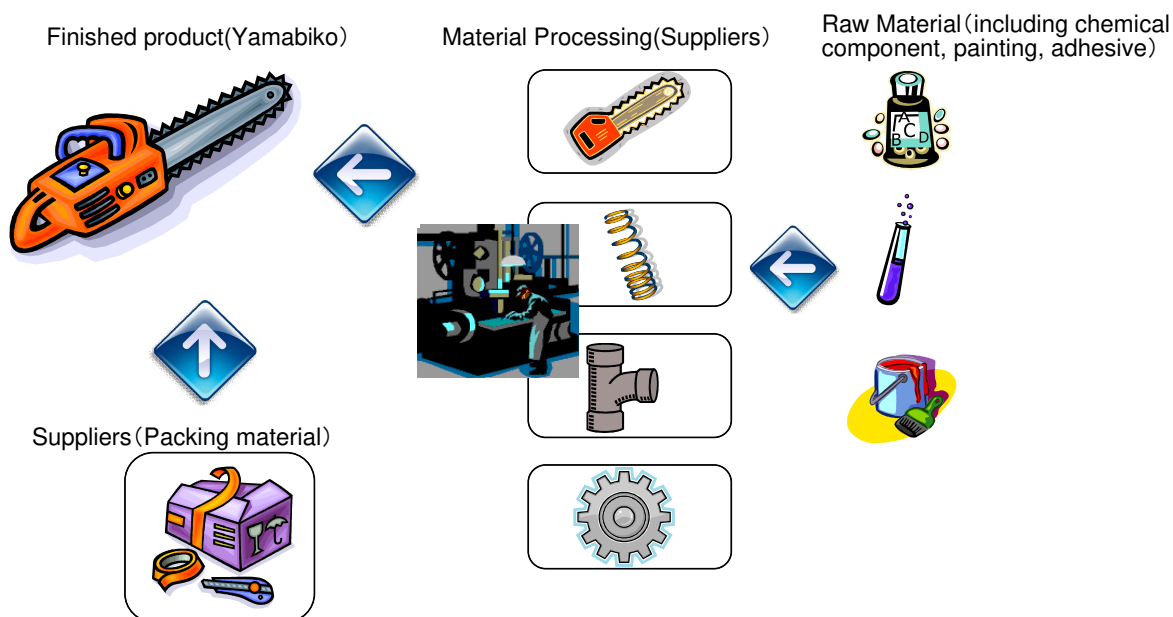 Finished product(Yamabiko）
Material Processing(Suppliers）
Raw Material（including chemical
component, painting, adhesive）
A
C
B D
Suppliers（Packing material）